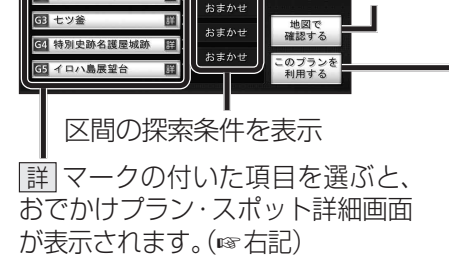 おまかせ
G3 七ツ釜 詳
おまかせ
地図で
確認する
G4 特別史跡名護屋城跡 詳
おまかせ
G5 イロハ島展望台 詳
このプランを
利用する
区間の探索条件を表示
詳 マークの付いた項目を選ぶと、
おでかけプラン・スポット詳細画面
が表示されます。(☞右記)